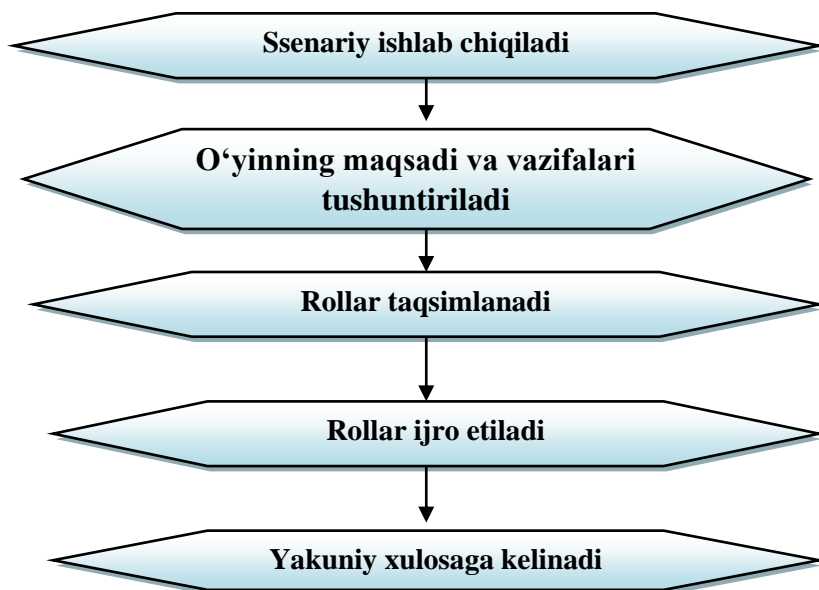 Ssenariy ishlab chiqiladi
O‘yinning maqsadi va vazifalari
tushuntiriladi
Rollar taqsimlanadi
Rollar ijro etiladi
Yakuniy xulosaga kelinadi